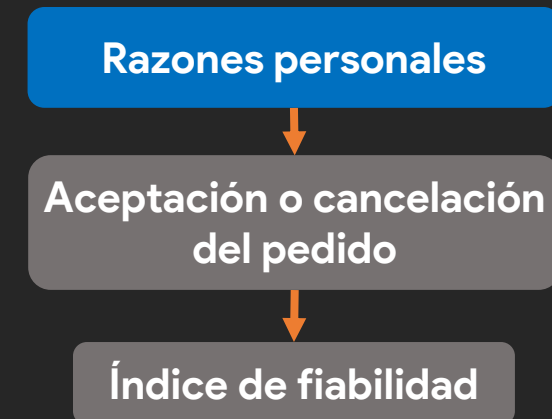 Razones personales
Aceptación o cancelación
del pedido
Índice de fiabilidad